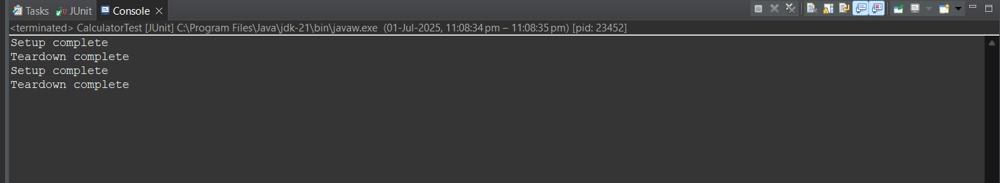 Tasks JUnit Console
<terminated> CalculatorTest [JUnit] C:\Program Files\Java\jdk-21\bin\javaw.exe (01-Jul-2025, 11:08:34 pm – 11:08:35 pm) [pid: 23452]
Setup complete
Teardown complete
Setup complete
Teardown complete